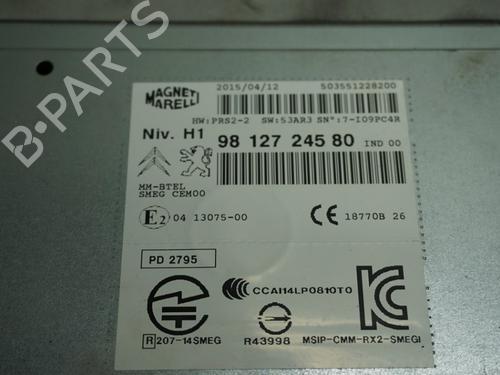 MAGNETI MARELLI
2015/04/12
503551228200
HW:PRS2-2 SW:53AR3 SN°:7-I09PC4R
Niv. H1
98 127 245 80 IND 00
MM-BTEL
SMEG CEM00
E2 04 13075-00
CE 18770B 26
PD 2795
CCAI14LP0810T0
R 207-14SMEG
R43998
MSIP-CMM-RX2-SMEGI
B-PARTS